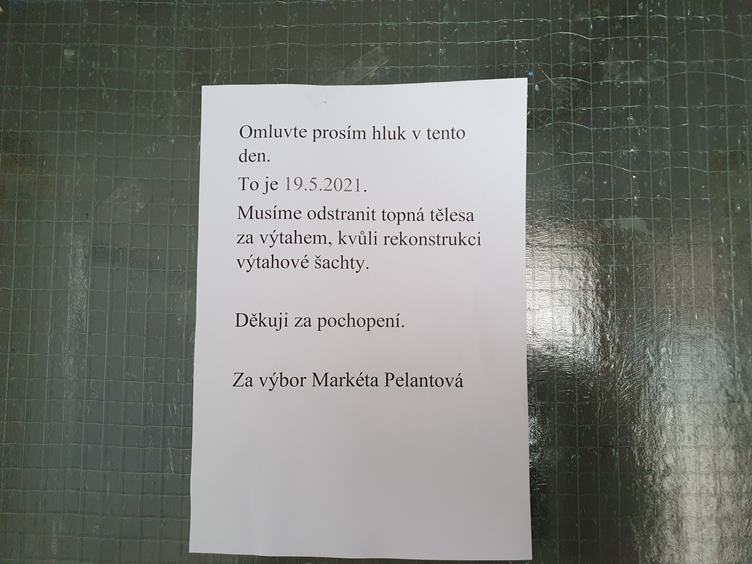 Omluvte prosím hluk v tento
den.
To je 19.5.2021.
Musíme odstranit topná tělesa
za výtahem, kvůli rekonstrukci
výtahové šachty.
Děkuji za pochopení.
Za výbor Markéta Pelantová